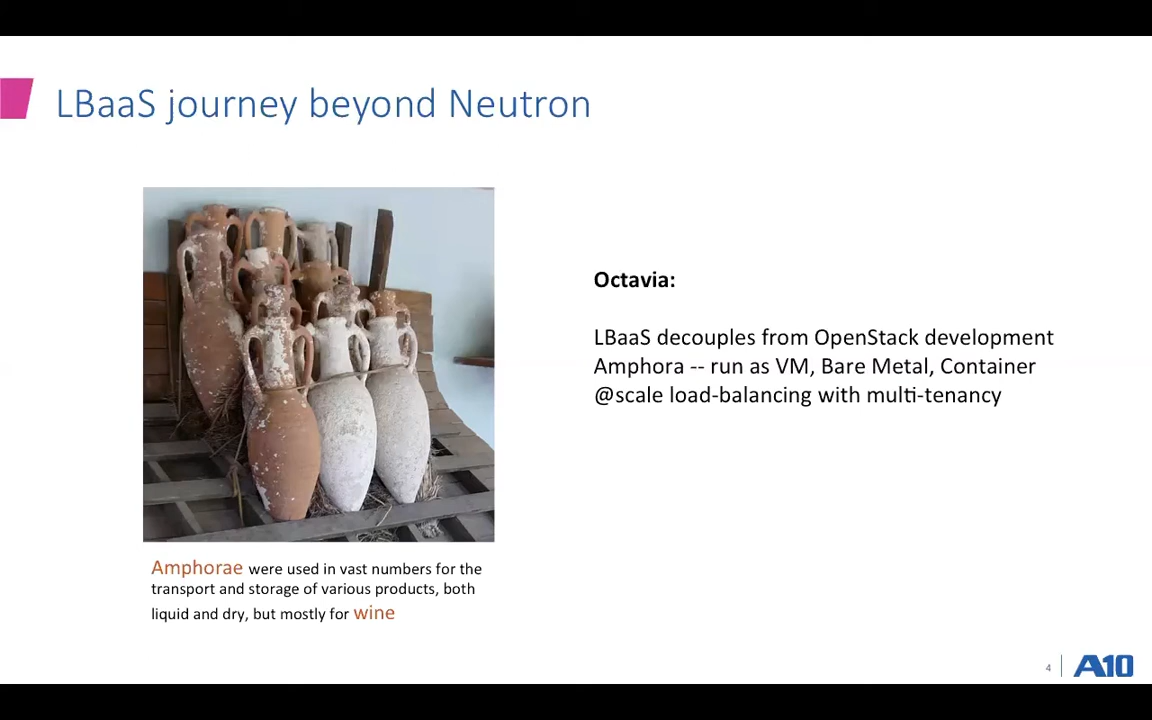 LBaaS journey beyond Neutron
Octavia:
LBaaS decouples from OpenStack development
Amphora -- run as VM, Bare Metal, Container
@scale load-balancing with multi-tenancy
Amphorae were used in vast numbers for the
transport and storage of various products, both
liquid and dry, but mostly for wine
4
A10